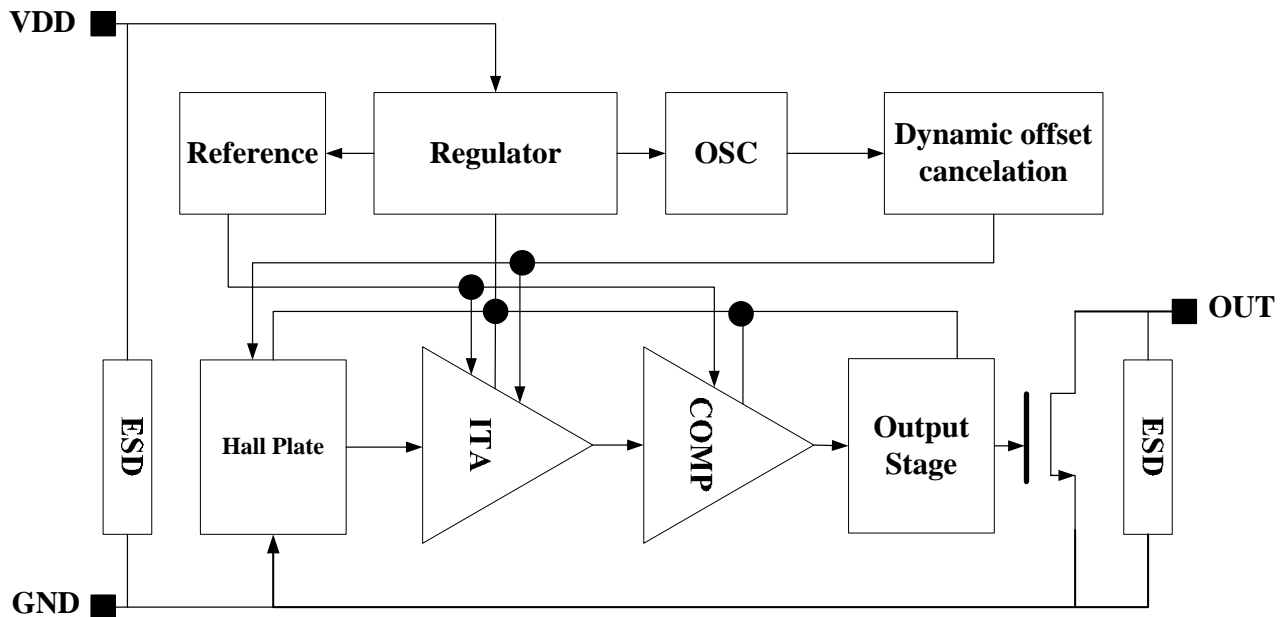 VDD
Reference
Regulator
OSC
Dynamic offset
cancelation
OUT
ESD
Hall Plate
ITA
COMP
Output
Stage
ESD
GND